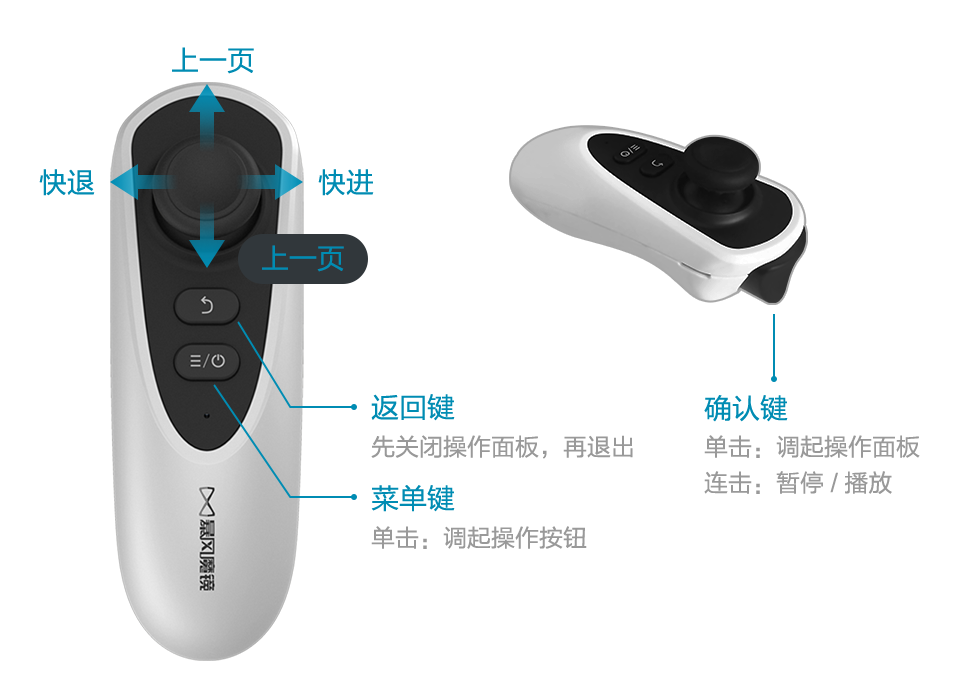 上一页
快退
快进
上一页
返回键
先关闭操作面板，再退出
菜单键
单击：调起操作按钮
暴风魔镜
确认键
单击：调起操作面板
连击：暂停 / 播放